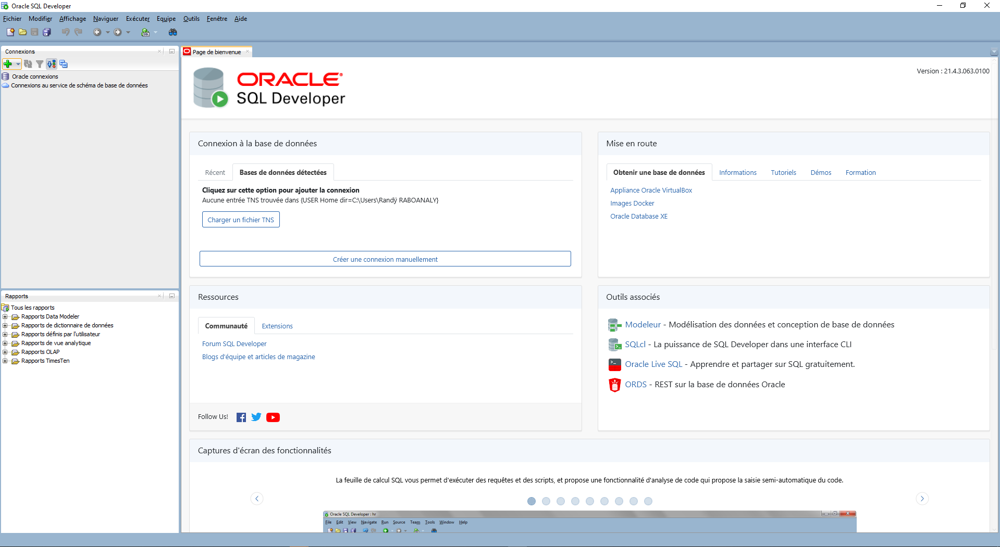 Oracle SQL Developer
Fichier Modifier Affichage Naviguer Exécuter Equipe Outils Fenêtre Aide
Connexions
Oracle connexions
Connexions au service de schéma de base de données
Rapports
Tous les rapports
Rapports Data Modeler
Rapports de dictionnaire de données
Rapports définis par l'utilisateur
Rapports de vue analytique
Rapports OLAP
Rapports TimesTen
Page de bienvenue
ORACLE
SQL Developer
Version : 21.4.3.063.0100
Connexion à la base de données
Récent Bases de données détectées
Cliquez sur cette option pour ajouter la connexion
Aucune entrée TNS trouvée dans {USER Home dir=C:\Users\Randÿ RABOANALY}
Charger un fichier TNS
Créer une connexion manuellement
Mise en route
Obtenir une base de données Informations Tutoriels Démos Formation
Appliance Oracle VirtualBox
Images Docker
Oracle Database XE
Ressources
Communauté Extensions
Forum SQL Developer
Blogs d'équipe et articles de magazine
Follow Us!
Outils associés
Modeleur - Modélisation des données et conception de base de données
SQLcl - La puissance de SQL Developer dans une interface CLI
Oracle Live SQL - Apprendre et partager sur SQL gratuitement.
ORDS - REST sur la base de données Oracle
Captures d'écran des fonctionnalités
La feuille de calcul SQL vous permet d'exécuter des requêtes et des scripts, et propose une fonctionnalité d'analyse de code qui propose la saisie semi-automatique du code.
Oracle SQL Developer : hr
File Edit View Navigate Run Source Team Tools Window Help